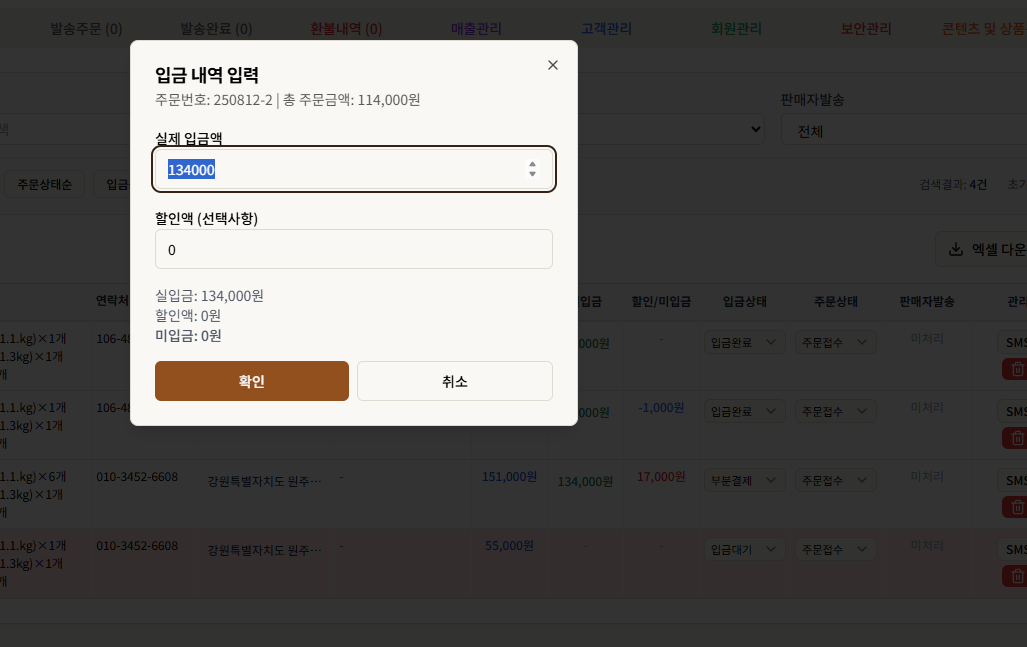 발송주문 (0) 발송완료 (0) 환불내역 (0) 매출관리 고객관리 회원관리 보안관리 콘텐츠 및 상품
입금 내역 입력
주문번호: 250812-2 | 총 주문금액: 114,000원
판매자발송
색
전체
실제 입금액
134000
주문상태순 입금
검색결과: 4건 초기
할인액 (선택사항)
0
엑셀 다운
실입금: 134,000원
할인액: 0원
미입금: 0원
확인 취소
연락처 입금 할인/미입금 입금상태 주문상태 판매자발송 관리
1.1.kg)×1개 106-48 000원 - 입금완료 주문접수 미처리 SMS
1.3kg)×1개
개
1.1.kg)×1개 106-48 000원 -1,000원 입금완료 주문접수 미처리 SMS
1.3kg)×1개
개
1.1.kg)×6개 010-3452-6608 강원특별자치도 원주… - 151,000원 134,000원 17,000원 부분결제 주문접수 미처리 SMS
1.3kg)×1개
개
1.1.kg)×1개 010-3452-6608 강원특별자치도 원주… - 55,000원 - - 입금대기 주문접수 미처리 SMS
1.3kg)×1개
개